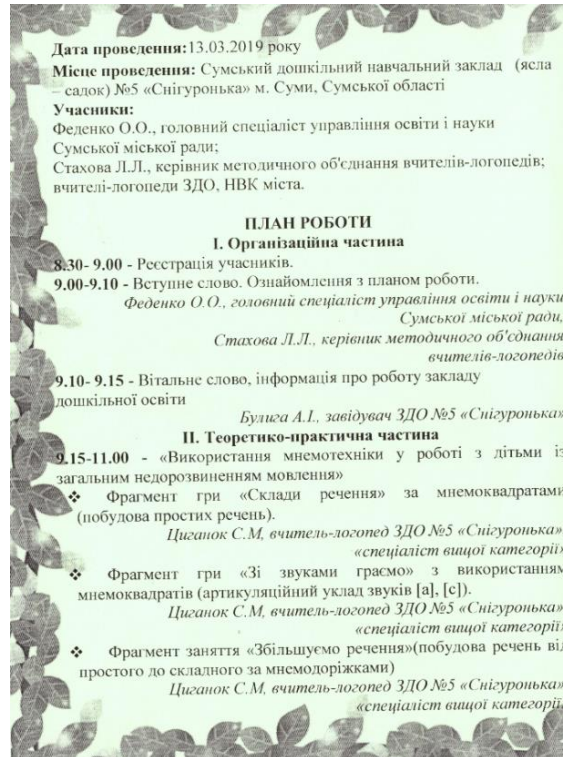 Дата проведення:13.03.2019 року
Місце проведення: Сумський дошкільний навчальний заклад (ясла
– садок) №5 «Снігуронька» м. Суми, Сумської області
Учасники:
Феденко О.О., головний спеціаліст управління освіти і науки
Сумської міської ради;
Стахова Л.Л., керівник методичного об'єднання вчителів-логопедів;
вчителі-логопеди ЗДО, НВК міста.
ПЛАН РОБОТИ
І. Організаційна частина
8.30- 9.00 - Реєстрація учасників.
9.00-9.10 - Вступне слово. Ознайомлення з планом роботи.
Феденко О.О., головний спеціаліст управління освіти і науки
Сумської міської ради,
Стахова Л.Л., керівник методичного об'єднання
вчителів-логопедів
9.10- 9.15 - Вітальне слово, інформація про роботу закладу
дошкільної освіти
Булига А.І., завідувач ЗДО №5 «Снігуронька»
ІІ. Теоретико-практична частина
9.15-11.00 - «Використання мнемотехніки у роботі з дітьми із
загальним недорозвиненням мовлення»
❖ Фрагмент гри «Склади речення» за мнемоквадратами
(побудова простих речень).
Циганок С.М, вчитель-логопед ЗДО №5 «Снігуронька»
«спеціаліст вищої категорії»
❖ Фрагмент гри «Зі звуками граємо» з використанням
мнемоквадратів (артикуляційний уклад звуків [а], [с]).
Циганок С.М, вчитель-логопед ЗДО №5 «Снігуронька»
«спеціаліст вищої категорії»
❖ Фрагмент заняття «Збільшуємо речення»(побудова речень від
простого до складного за мнемодоріжками)
Циганок С.М, вчитель-логопед ЗДО №5 «Снігуронька»
«спеціаліст вищої категорії